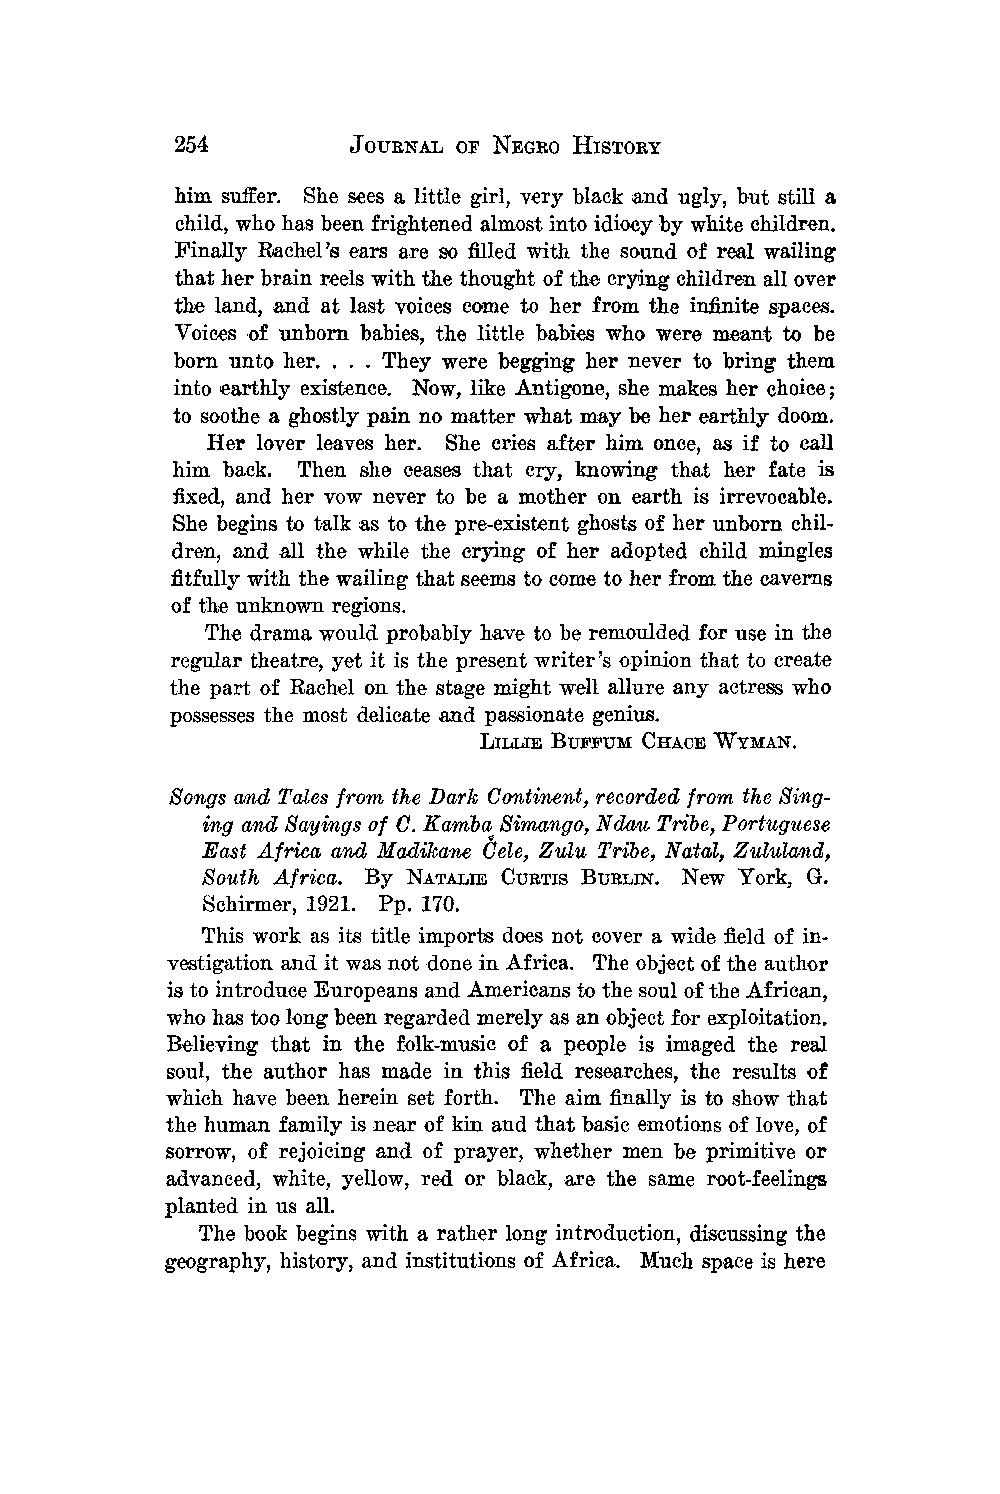 254 JOURNAL OF NEGRO HISTORY
him suffer. She sees a little girl, very black and ugly, but still a
child, who has been frightened almost into idiocy by white children.
Finally Rachel's ears are so filled with the sound of real wailing
that her brain reels with the thought of the crying children all over
the land, and at last voices come to her from the infinite spaces.
Voices of unborn babies, the little babies who were meant to be
born unto her. . . . They were begging her never to bring them
into earthly existence. Now, like Antigone, she makes her choice;
to soothe a ghostly pain no matter what may be her earthly doom.
Her lover leaves her. She cries after him once, as if to call
him back. Then she ceases that cry, knowing that her fate is
fixed, and her vow never to be a mother on earth is irrevocable.
She begins to talk as to the pre-existent ghosts of her unborn chil-
dren, and all the while the crying of her adopted child mingles
fitfully with the wailing that seems to come to her from the caverns
of the unknown regions.
The drama would probably have to be remoulded for use in the
regular theatre, yet it is the present writer's opinion that to create
the part of Rachel on the stage might well allure any actress who
possesses the most delicate and passionate genius.
LILLIE BUFFUM CHACE WYMAN.
Songs and Tales from the Dark Continent, recorded from the Sing-
ing and Sayings of C. Kamba Simango, Ndau Tribe, Portuguese
East Africa and Madikane Čele, Zulu Tribe, Natal, Zululand,
South Africa. By NATALIE CURTIS BURLIN. New York, G.
Schirmer, 1921. Pp. 170.
This work as its title imports does not cover a wide field of in-
vestigation and it was not done in Africa. The object of the author
is to introduce Europeans and Americans to the soul of the African,
who has too long been regarded merely as an object for exploitation.
Believing that in the folk-music of a people is imaged the real
soul, the author has made in this field researches, the results of
which have been herein set forth. The aim finally is to show that
the human family is near of kin and that basic emotions of love, of
sorrow, of rejoicing and of prayer, whether men be primitive or
advanced, white, yellow, red or black, are the same root-feelings
planted in us all.
The book begins with a rather long introduction, discussing the
geography, history, and institutions of Africa. Much space is here